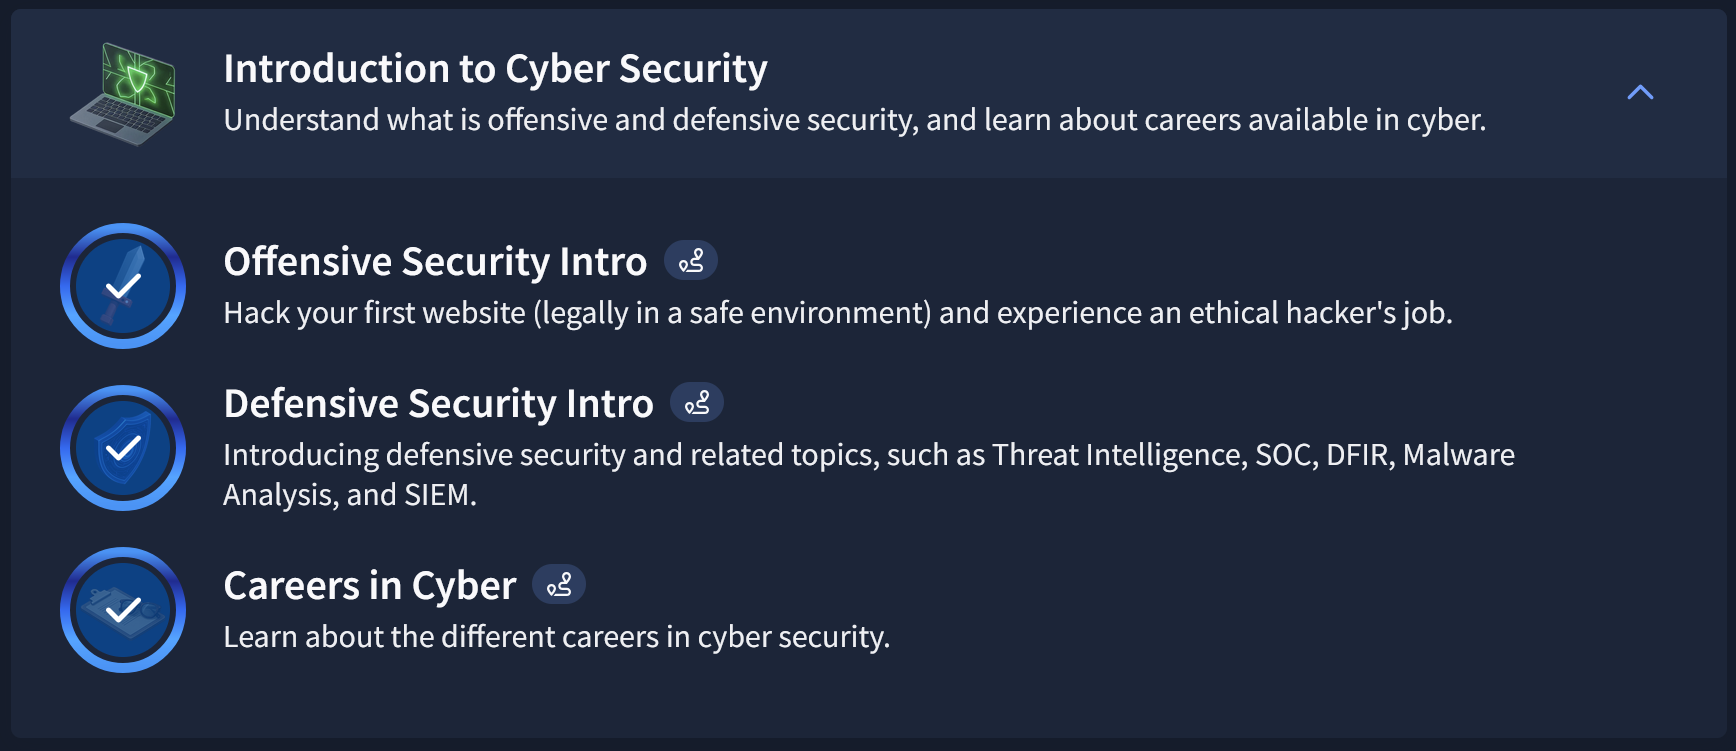 Introduction to Cyber Security
Understand what is offensive and defensive security, and learn about careers available in cyber.
Offensive Security Intro
Hack your first website (legally in a safe environment) and experience an ethical hacker's job.
Defensive Security Intro
Introducing defensive security and related topics, such as Threat Intelligence, SOC, DFIR, Malware
Analysis, and SIEM.
Careers in Cyber
Learn about the different careers in cyber security.